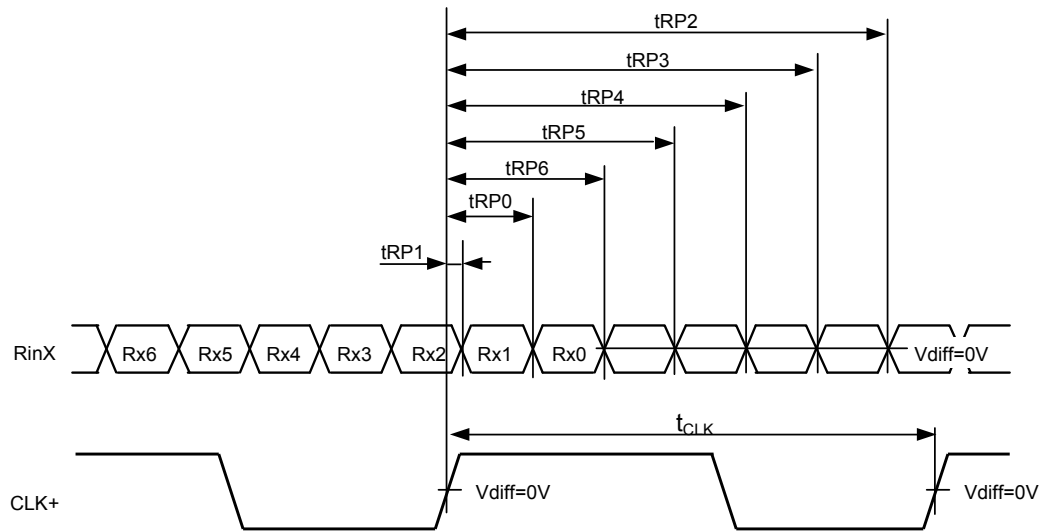 tRP2
tRP3
tRP4
tRP5
tRP6
tRP0
tRP1
RinX Rx6 Rx5 Rx4 Rx3 Rx2 Rx1 Rx0 Vdiff=0V
tCLK
CLK+ Vdiff=0V Vdiff=0V